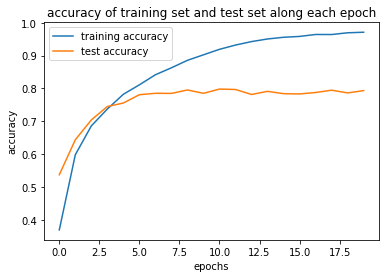 accuracy of training set and test set along each epoch
training accuracy
test accuracy
accuracy
1.0
0.9
0.8
0.7
0.6
0.5
0.4
0.0 2.5 5.0 7.5 10.0 12.5 15.0 17.5
epochs